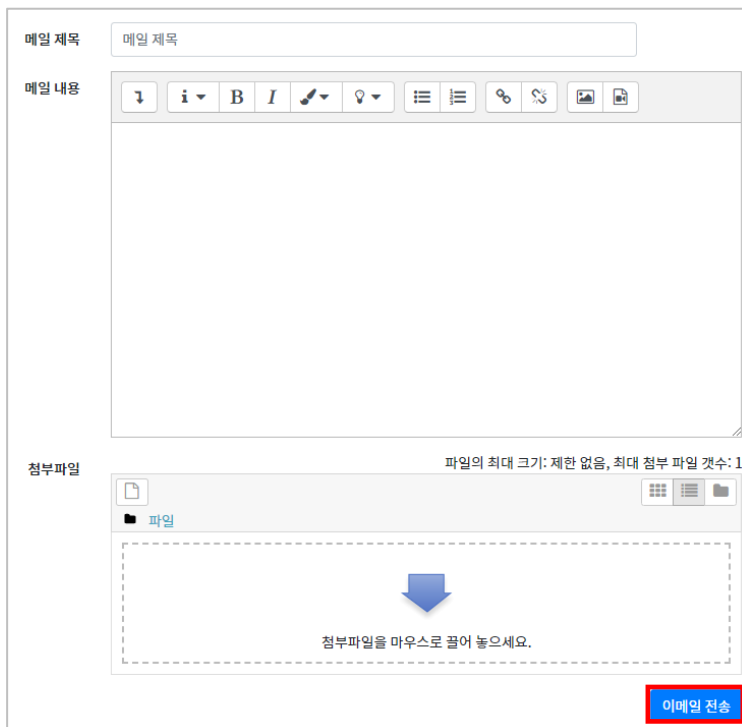 메일 제목
메일 제목
메일 내용
첨부파일
파일의 최대 크기: 제한 없음, 최대 첨부 파일 갯수: 1
파일
첨부파일을 마우스로 끌어 놓으세요.
이메일 전송